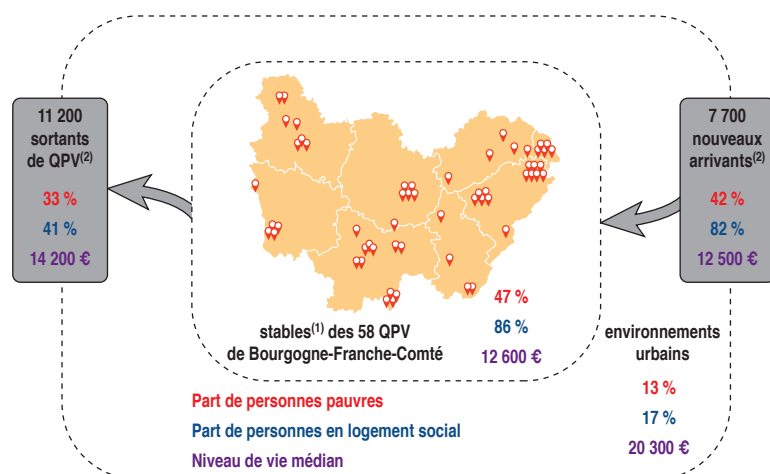 11 200
sortants
de QPV(2)
33 %
41 %
14 200 €
7 700
nouveaux
arrivants(2)
42 %
82 %
12 500 €
stables(1) des 58 QPV
de Bourgogne-Franche-Comté
47 %
86 %
12 600 €
environnements
urbains
13 %
17 %
20 300 €
Part de personnes pauvres
Part de personnes en logement social
Niveau de vie médian